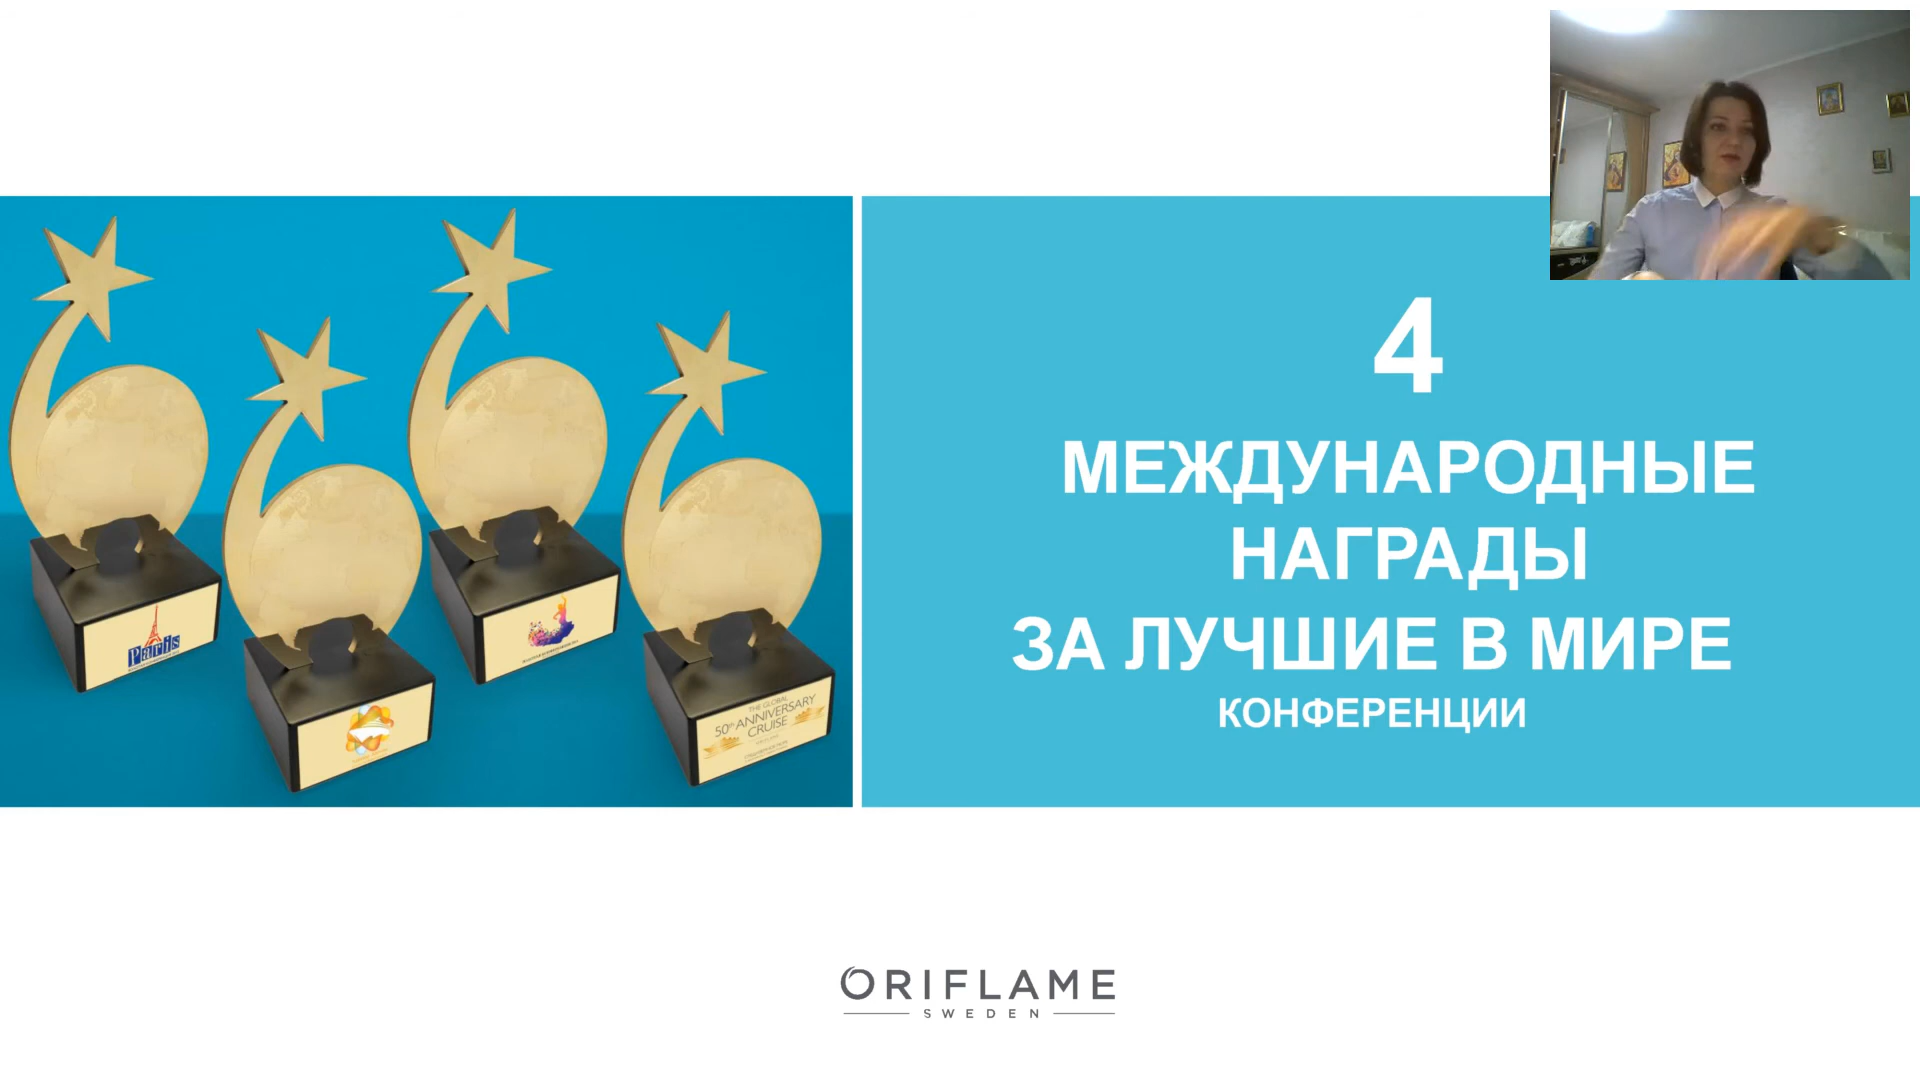 4
МЕЖДУНАРОДНЫЕ
НАГРАДЫ
ЗА ЛУЧШИЕ В МИРЕ
КОНФЕРЕНЦИИ
Paris
THE GLOBAL
50th ANNIVERSARY
CRUISE
ORIFLAME
SWEDEN